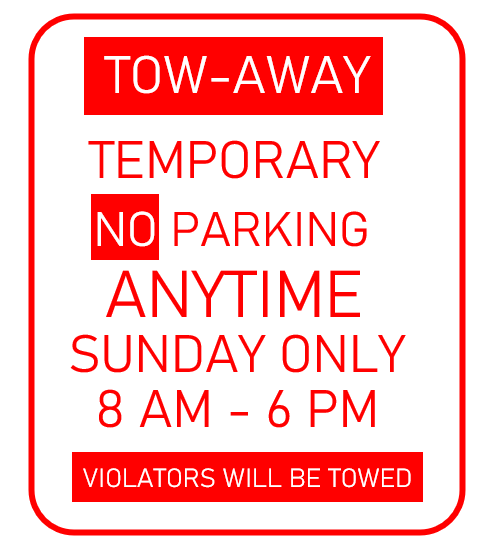 TOW-AWAY
TEMPORARY
NO PARKING
ANYTIME
SUNDAY ONLY
8 AM - 6 PM
VIOLATORS WILL BE TOWED